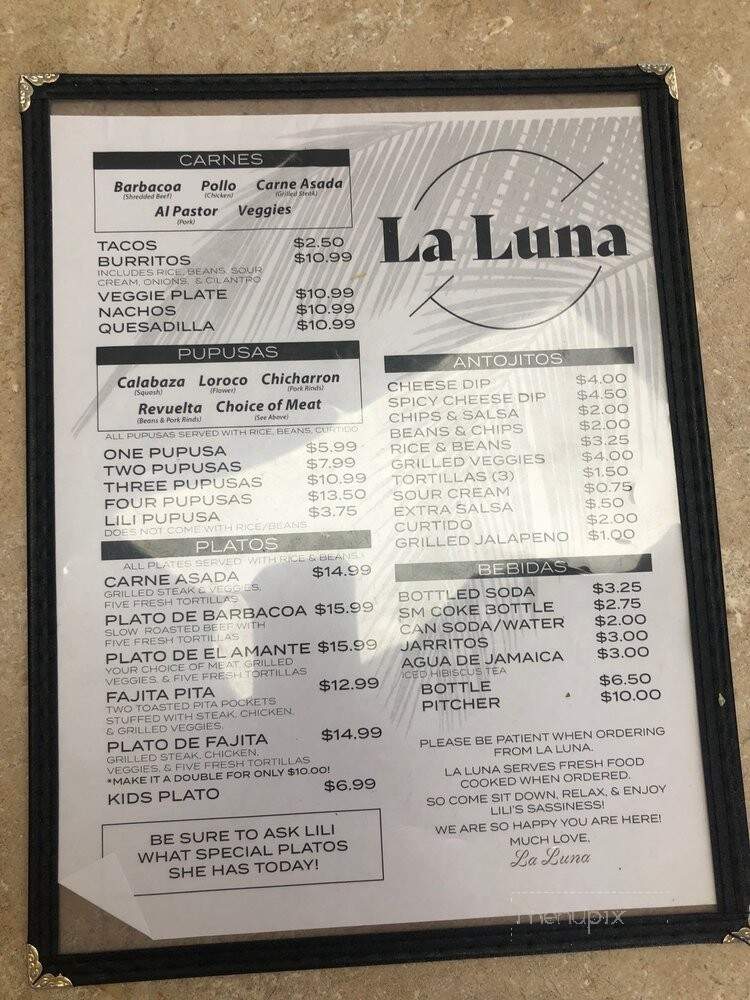 CARNES
Barbacoa Pollo Carne Asada
(Shredded Beef) (Chicken) (Grilled Steak)
Al Pastor Veggies
(Pork)
TACOS $2.50
BURRITOS $10.99
INCLUDES RICE, BEANS, SOUR
CREAM, ONIONS, & CILANTRO
VEGGIE PLATE $10.99
NACHOS $10.99
QUESADILLA $10.99
PUPUSAS
Calabaza Loroco Chicharron
(Squash) (Flower) (Pork Rinds)
Revuelta Choice of Meat
(Beans & Pork Rinds) (See Above)
ALL PUPUSAS SERVED WITH RICE, BEANS, CURTIDO
ONE PUPUSA $5.99
TWO PUPUSAS $7.99
THREE PUPUSAS $10.99
FOUR PUPUSAS $13.50
LILI PUPUSA $3.75
DOES NOT COME WITH RICE/BEANS
PLATOS
ALL PLATES SERVED WITH RICE & BEANS.
CARNE ASADA $14.99
GRILLED STEAK & VEGGIES,
FIVE FRESH TORTILLAS
PLATO DE BARBACOA $15.99
SLOW ROASTED BEEF WITH
FIVE FRESH TORTILLAS
PLATO DE EL AMANTE $15.99
YOUR CHOICE OF MEAT, GRILLED
VEGGIES, & FIVE FRESH TORTILLAS
FAJITA PITA $12.99
TWO TOASTED PITA POCKETS
STUFFED WITH STEAK, CHICKEN,
& GRILLED VEGGIES.
PLATO DE FAJITA $14.99
GRILLED STEAK, CHICKEN,
VEGGIES, & FIVE FRESH TORTILLAS
*MAKE IT A DOUBLE FOR ONLY $10.00!
KIDS PLATO $6.99
BE SURE TO ASK LILI
WHAT SPECIAL PLATOS
SHE HAS TODAY!
La Luna
ANTOJITOS
CHEESE DIP $4.00
SPICY CHEESE DIP $4.50
CHIPS & SALSA $2.00
BEANS & CHIPS $2.00
RICE & BEANS $3.25
GRILLED VEGGIES $4.00
TORTILLAS (3) $1.50
SOUR CREAM $0.75
EXTRA SALSA $.50
CURTIDO $2.00
GRILLED JALAPENO $1.00
BEBIDAS
BOTTLED SODA $3.25
SM COKE BOTTLE $2.75
CAN SODA/WATER $2.00
JARRITOS $3.00
AGUA DE JAMAICA $3.00
ICED HIBISCUS TEA
BOTTLE $6.50
PITCHER $10.00
PLEASE BE PATIENT WHEN ORDERING
FROM LA LUNA.
LA LUNA SERVES FRESH FOOD
COOKED WHEN ORDERED.
SO COME SIT DOWN, RELAX, & ENJOY
LILI'S SASSINESS!
WE ARE SO HAPPY YOU ARE HERE!
MUCH LOVE,
La Luna
menupix